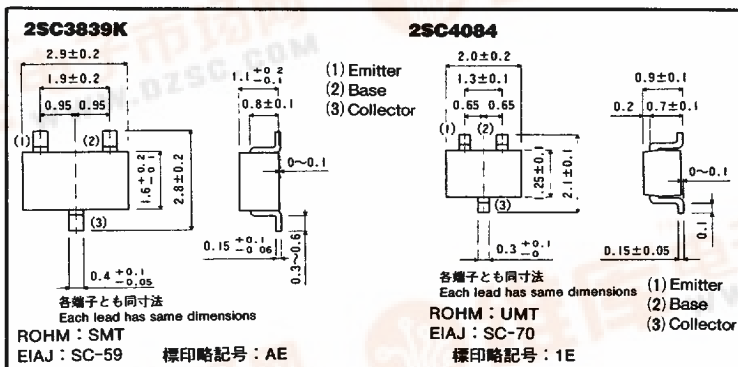 2SC3839K
2.9±0.2
1.9±0.2
0.95 0.95
(1)
(2)
(3)
1.6 +0.2 -0.1
2.8±0.2
0.4 +0.1 -0.05
1.1 +0.2 -0.1
0.8±0.1
0~0.1
0.15 +0.1 -0.06
0.3~0.6
(1) Emitter
(2) Base
(3) Collector
各端子とも同寸法
Each lead has same dimensions
ROHM : SMT
EIAJ : SC-59 標印略記号 : AE
2SC4084
2.0±0.2
1.3±0.1
0.65 0.65
(1)
(2)
(3)
1.25±0.1
2.1±0.1
0.3 +0.1 -0
0.9±0.1
0.2 0.7±0.1
0~0.1
0.1
0.15±0.05
各端子とも同寸法
Each lead has same dimensions
(1) Emitter
(2) Base
(3) Collector
ROHM : UMT
EIAJ : SC-70
標印略記号 : 1E
WWW.DZSC.COM